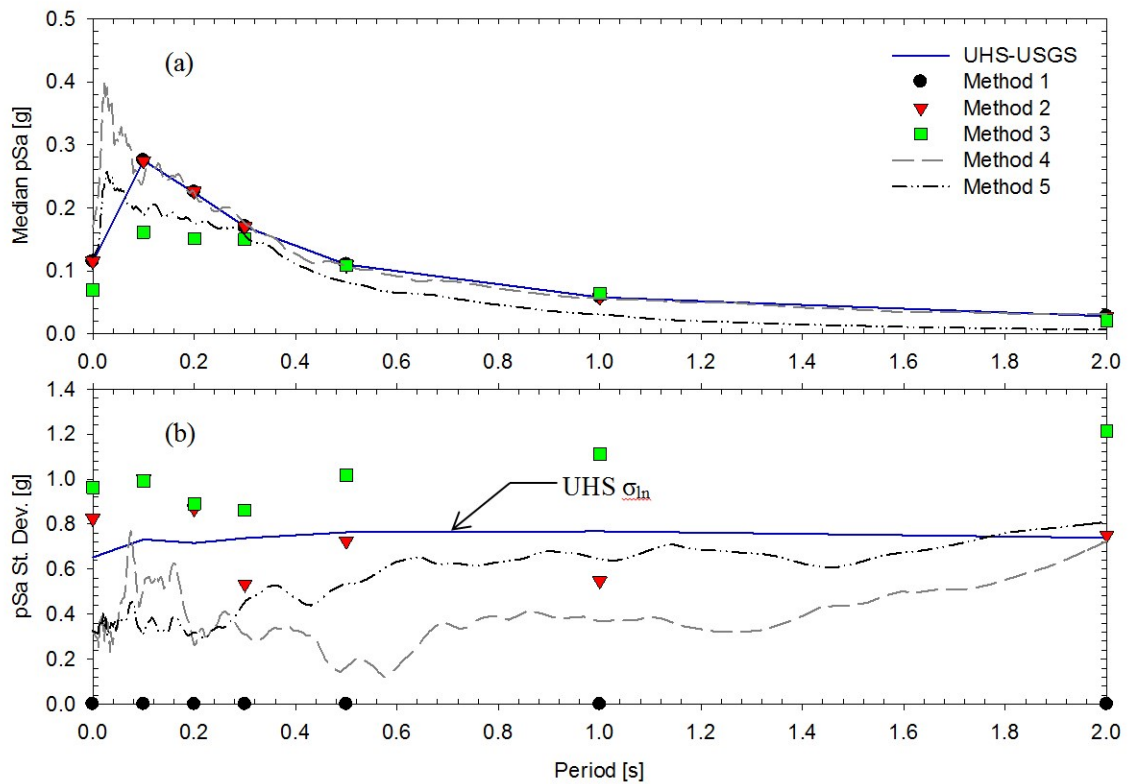 0.5
0.4
0.3
0.2
0.1
0.0
Median pSa [g]
(a)
UHS-USGS
Method 1
Method 2
Method 3
Method 4
Method 5
0.0 0.2 0.4 0.6 0.8 1.0 1.2 1.4 1.6 1.8 2.0
1.4
1.2
1.0
0.8
0.6
0.4
0.2
0.0
pSa St. Dev. [g]
(b)
UHS σln
0.0 0.2 0.4 0.6 0.8 1.0 1.2 1.4 1.6 1.8 2.0
Period [s]